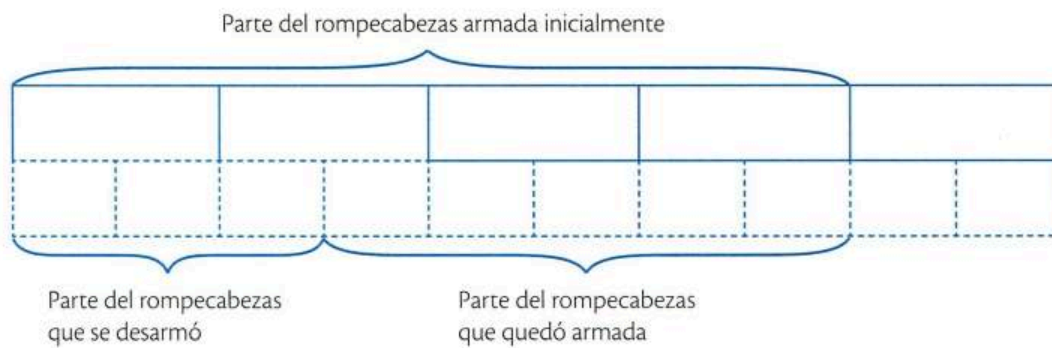 Parte del rompecabezas armada inicialmente
Parte del rompecabezas
que se desarmó
Parte del rompecabezas
que quedó armada